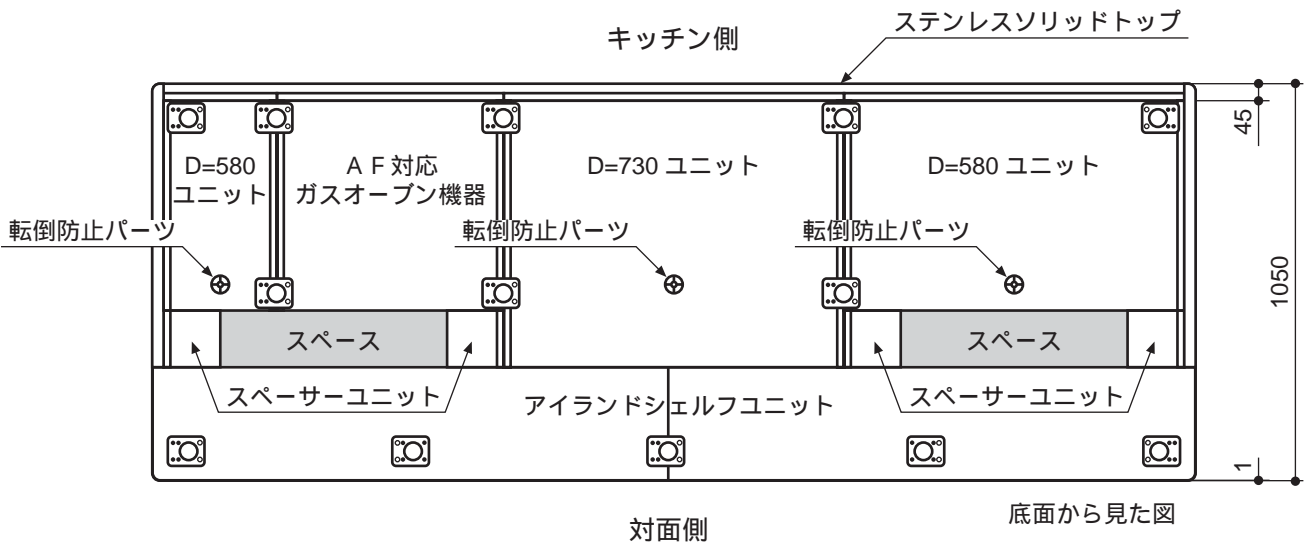 キッチン側
ステンレスソリッドトップ
D=580
ユニット
ＡＦ対応
ガスオーブン機器
D=730 ユニット
D=580 ユニット
45
転倒防止パーツ
転倒防止パーツ
転倒防止パーツ
1050
スペース
スペース
スペーサーユニット
アイランドシェルフユニット
スペーサーユニット
1
対面側
底面から見た図